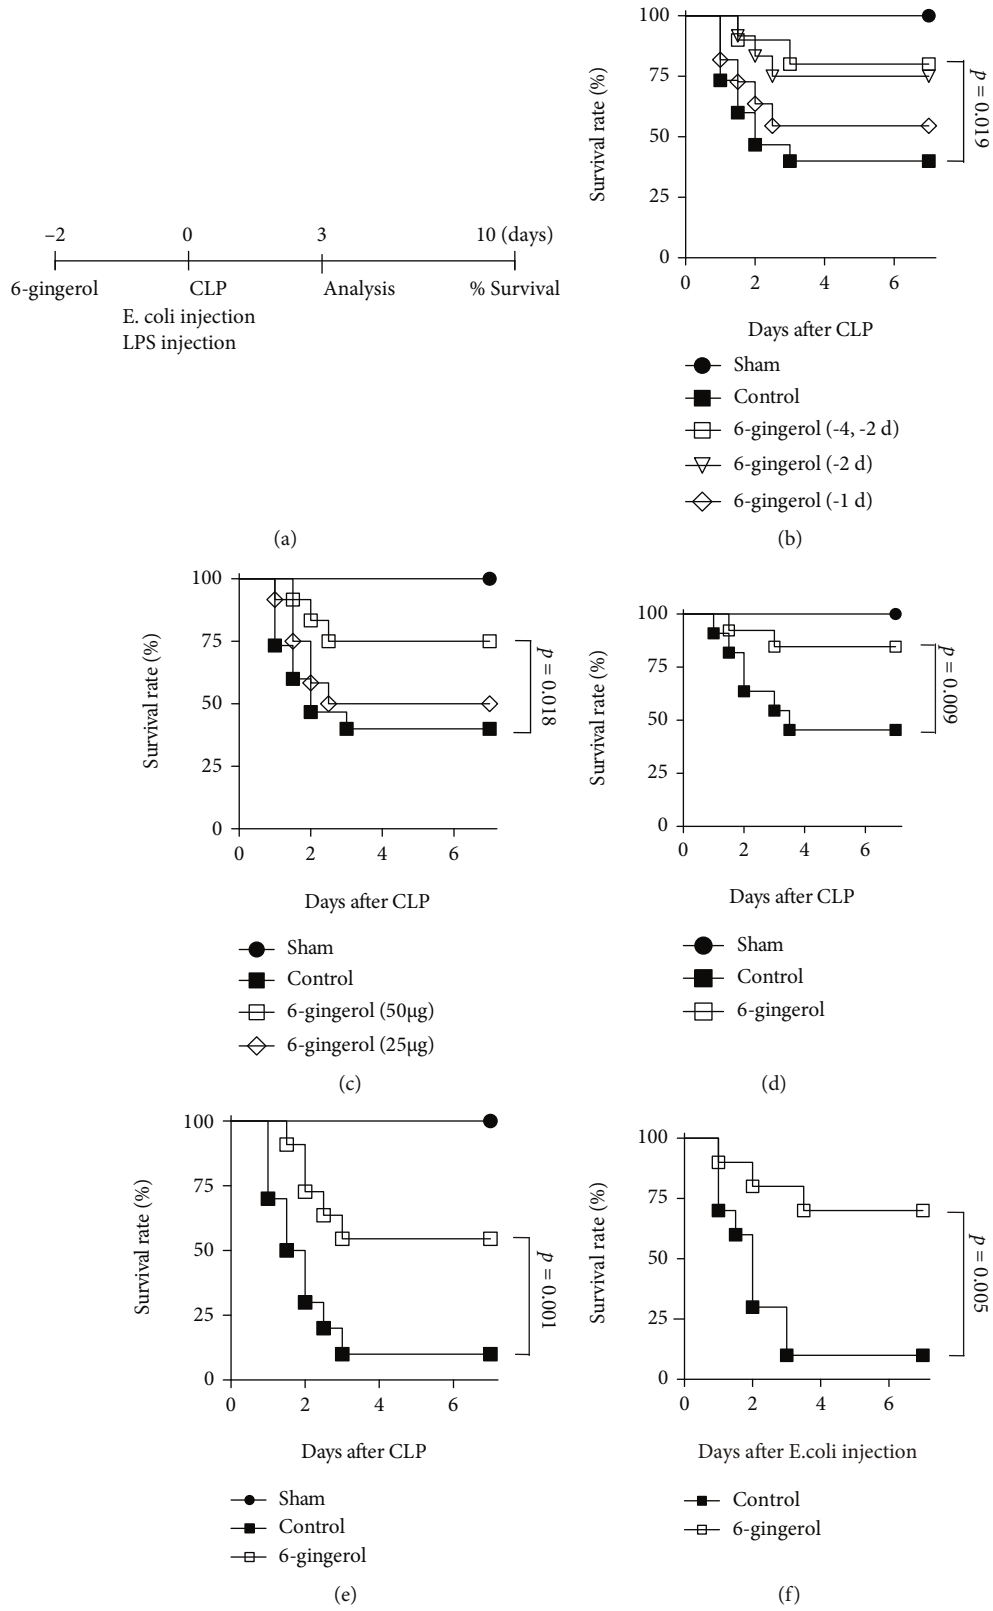 −2 0 3 10 (days)
6-gingerol CLP Analysis % Survival
E. coli injection
LPS injection
(a)
100
75
50
25
0
Survival rate (%)
0 2 4 6
Days after CLP
p = 0.019
Sham
Control
6-gingerol (-4, -2 d)
6-gingerol (-2 d)
6-gingerol (-1 d)
(b)
100
75
50
25
0
Survival rate (%)
0 2 4 6
Days after CLP
p = 0.018
Sham
Control
6-gingerol (50μg)
6-gingerol (25μg)
(c)
100
75
50
25
0
Survival rate (%)
0 2 4 6
Days after CLP
p = 0.009
Sham
Control
6-gingerol
(d)
100
75
50
25
0
Survival rate (%)
0 2 4 6
Days after CLP
p = 0.001
Sham
Control
6-gingerol
(e)
100
75
50
25
0
Survival rate (%)
0 2 4 6
Days after E.coli injection
p = 0.005
Control
6-gingerol
(f)